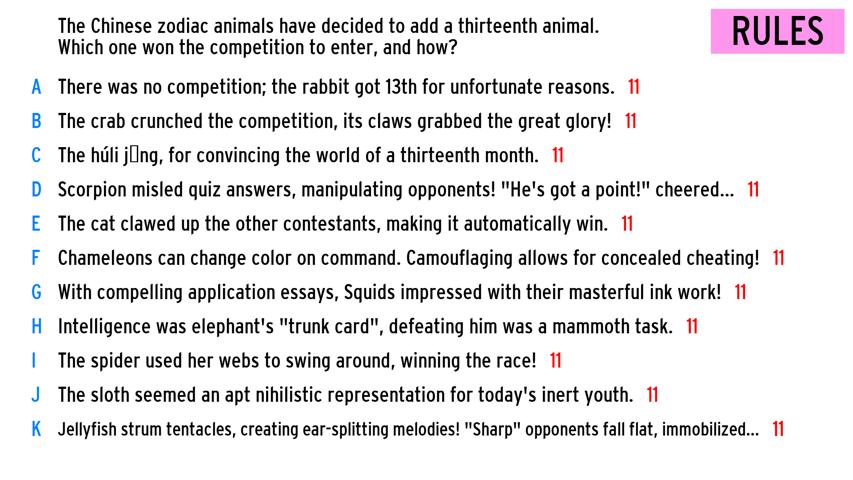 The Chinese zodiac animals have decided to add a thirteenth animal.
Which one won the competition to enter, and how?
RULES
A There was no competition; the rabbit got 13th for unfortunate reasons. 11
B The crab crunched the competition, its claws grabbed the great glory! 11
C The húli j▯ng, for convincing the world of a thirteenth month. 11
D Scorpion misled quiz answers, manipulating opponents! "He's got a point!" cheered... 11
E The cat clawed up the other contestants, making it automatically win. 11
F Chameleons can change color on command. Camouflaging allows for concealed cheating! 11
G With compelling application essays, Squids impressed with their masterful ink work! 11
H Intelligence was elephant's "trunk card", defeating him was a mammoth task. 11
I The spider used her webs to swing around, winning the race! 11
J The sloth seemed an apt nihilistic representation for today's inert youth. 11
K Jellyfish strum tentacles, creating ear-splitting melodies! "Sharp" opponents fall flat, immobilized... 11